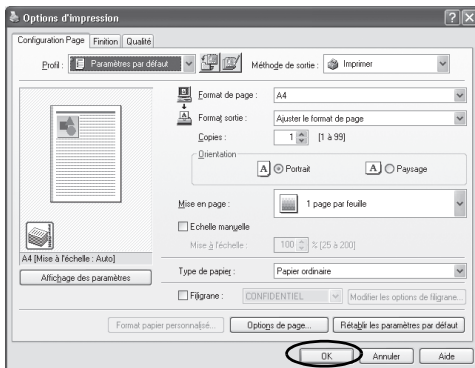 Options d'impression
Configuration Page Finition Qualité
Profil : Paramètres par défaut Méthode de sortie : Imprimer
Format de page : A4
Format sortie : Ajuster le format de page
Copies : 1 [1 à 99]
Orientation
A Portrait A Paysage
Mise en page : 1 page par feuille
Echelle manuelle
Mise à l'échelle : 100 % [25 à 200]
A4 [Mise à l'échelle : Auto]
Type de papier : Papier ordinaire
Affichage des paramètres
Filigrane : CONFIDENTIEL Modifier les options de filigrane...
Format papier personnalisé... Options de page... Rétablir les paramètres par défaut
OK Annuler Aide